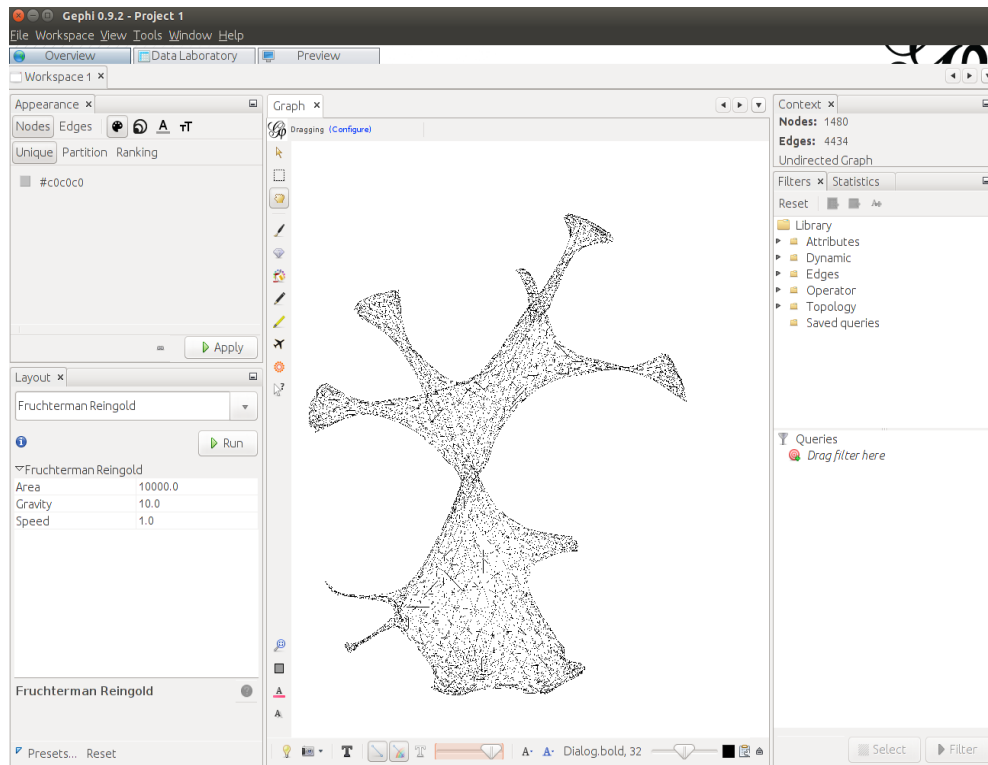 Gephi 0.9.2 - Project 1
File Workspace View Tools Window Help
Overview Data Laboratory Preview
Workspace 1 ×
Appearance ×
Nodes Edges A тT
Unique Partition Ranking
#c0c0c0
Apply
Layout ×
Fruchterman Reingold
Run
Fruchterman Reingold
Area 10000.0
Gravity 10.0
Speed 1.0
Fruchterman Reingold
Presets... Reset
Graph ×
Dragging (Configure)
T T A- A- Dialog.bold, 32
Context ×
Nodes: 1480
Edges: 4434
Undirected Graph
Filters × Statistics
Reset
Library
Attributes
Dynamic
Edges
Operator
Topology
Saved queries
Queries
Drag filter here
Select Filter